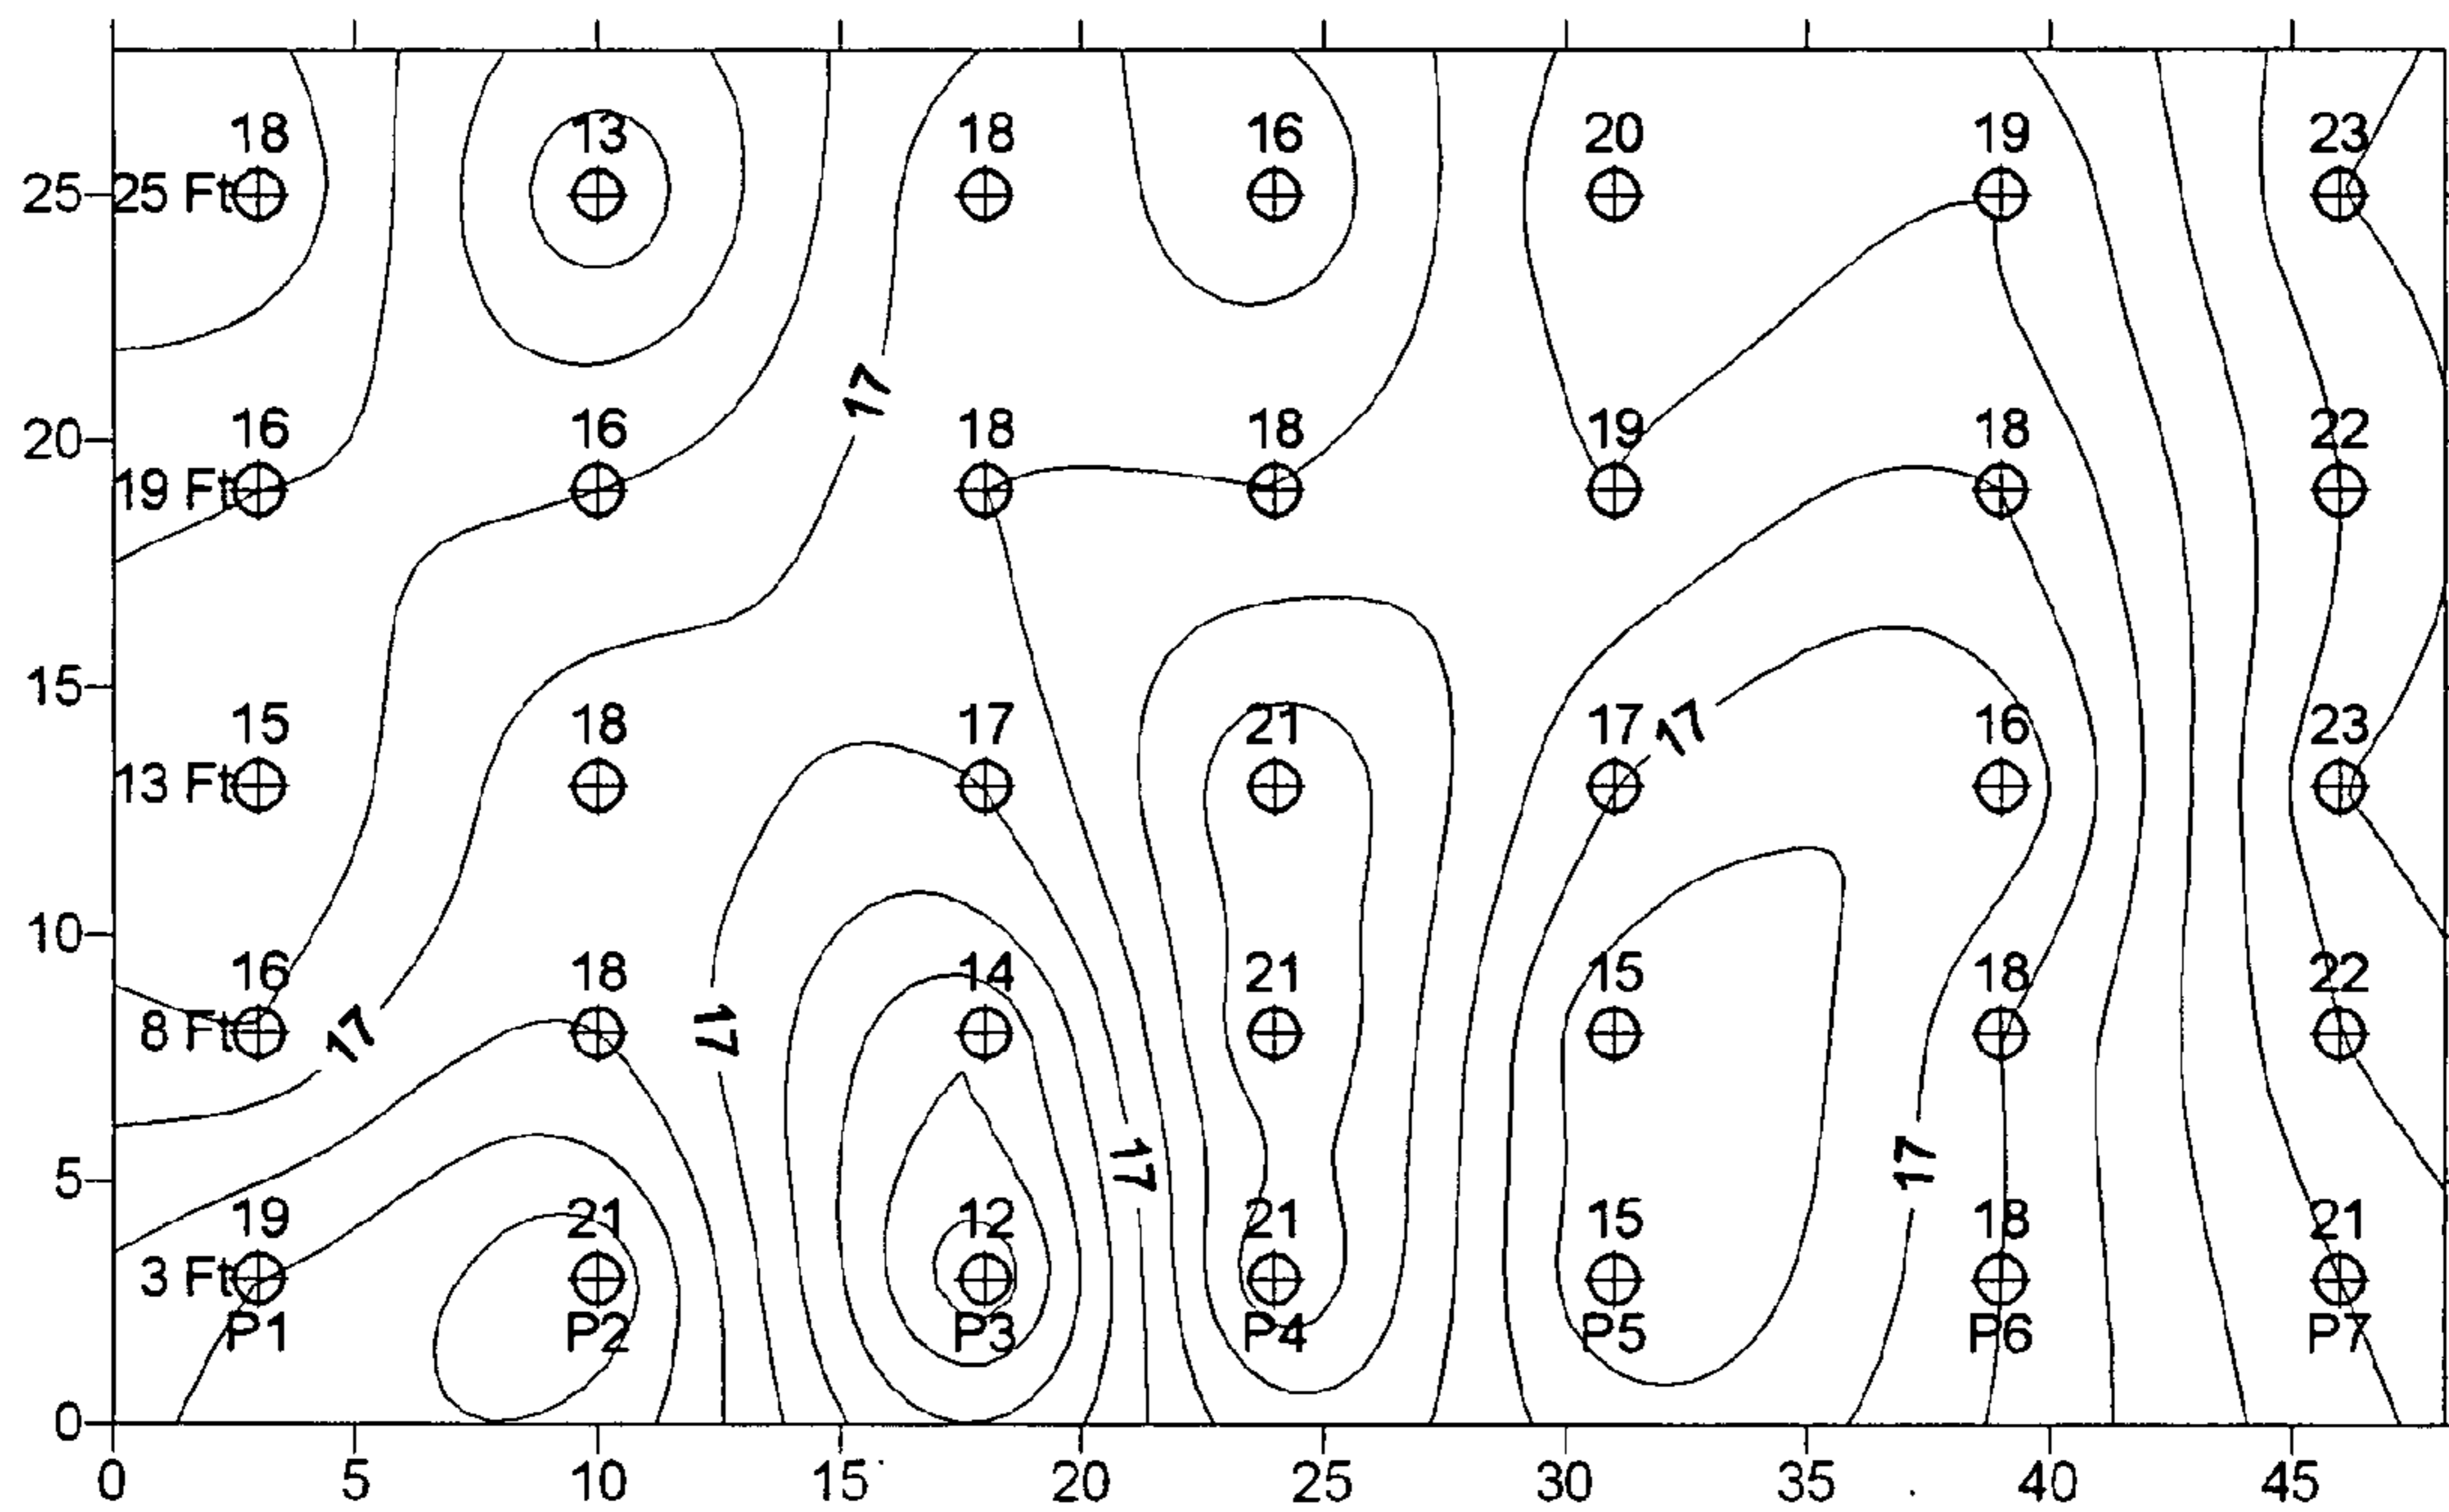 18 13 18 16 20 19 23
25 25 Ft
17
16 16 18 18 19 18 22
20
19 Ft
15
15 18 17 21 17 17 16 23
13 Ft
10
16 18 14 21 15 18 22
8 Ft 17 17
17 17
5
19 21 12 21 15 18 21
3 Ft
P1 P2 P3 P4 P5 P6 P7
0
0 5 10 15 20 25 30 35 40 45